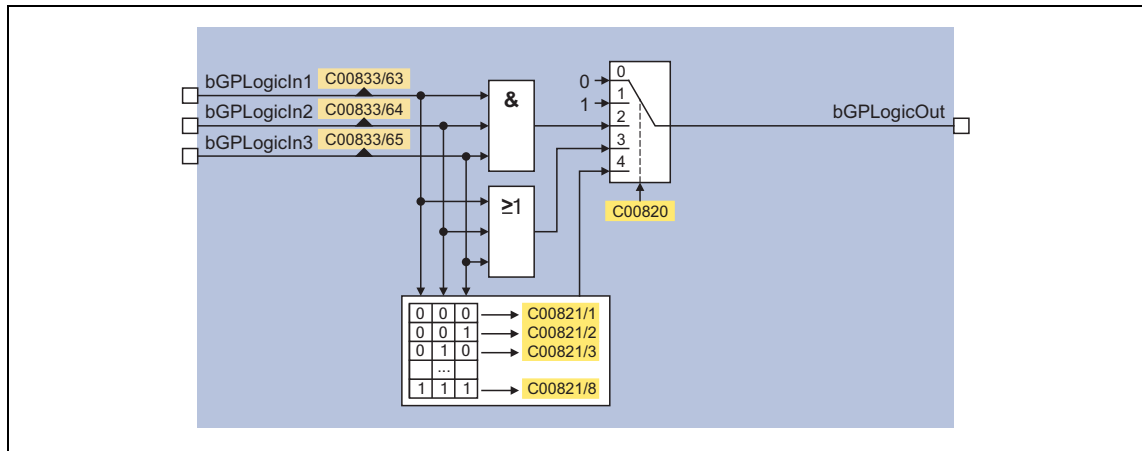 bGPLogicIn1 C00833/63
bGPLogicIn2 C00833/64
bGPLogicIn3 C00833/65
&
≥1
0
1
0
1
2
3
4
C00820
bGPLogicOut
0 0 0 C00821/1
0 0 1 C00821/2
0 1 0 C00821/3
...
1 1 1 C00821/8